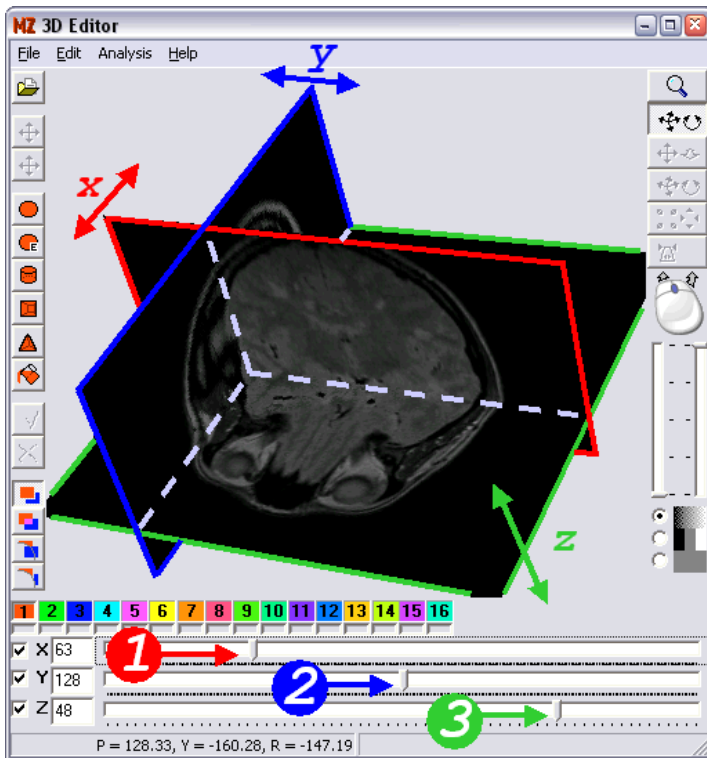 MZ 3D Editor
File Edit Analysis Help
y
x
E
z
1 2 3 4 5 6 7 8 9 10 11 12 13 14 15 16
X 63
1
Y 128
2
Z 48
3
P = 128.33, Y = -160.28, R = -147.19